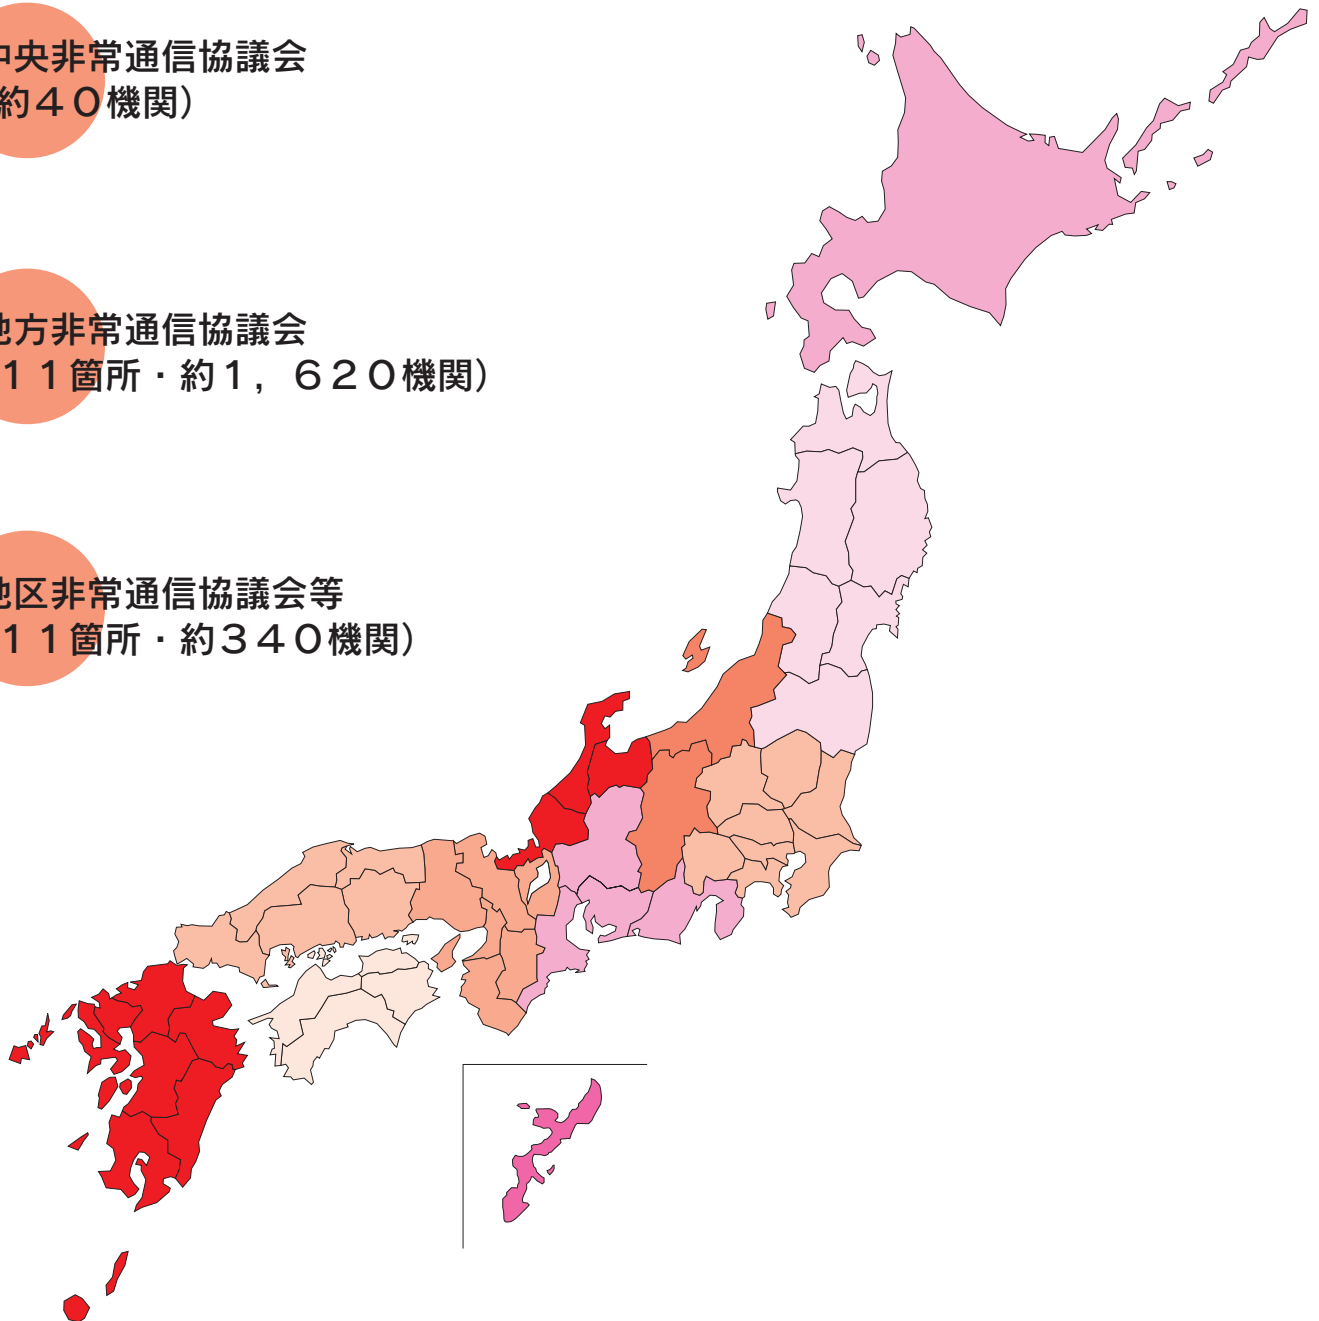 中央非常通信協議会
約４０機関）
地方非常通信協議会
１１箇所・約１，６２０機関）
地区非常通信協議会等
１１箇所・約３４０機関）